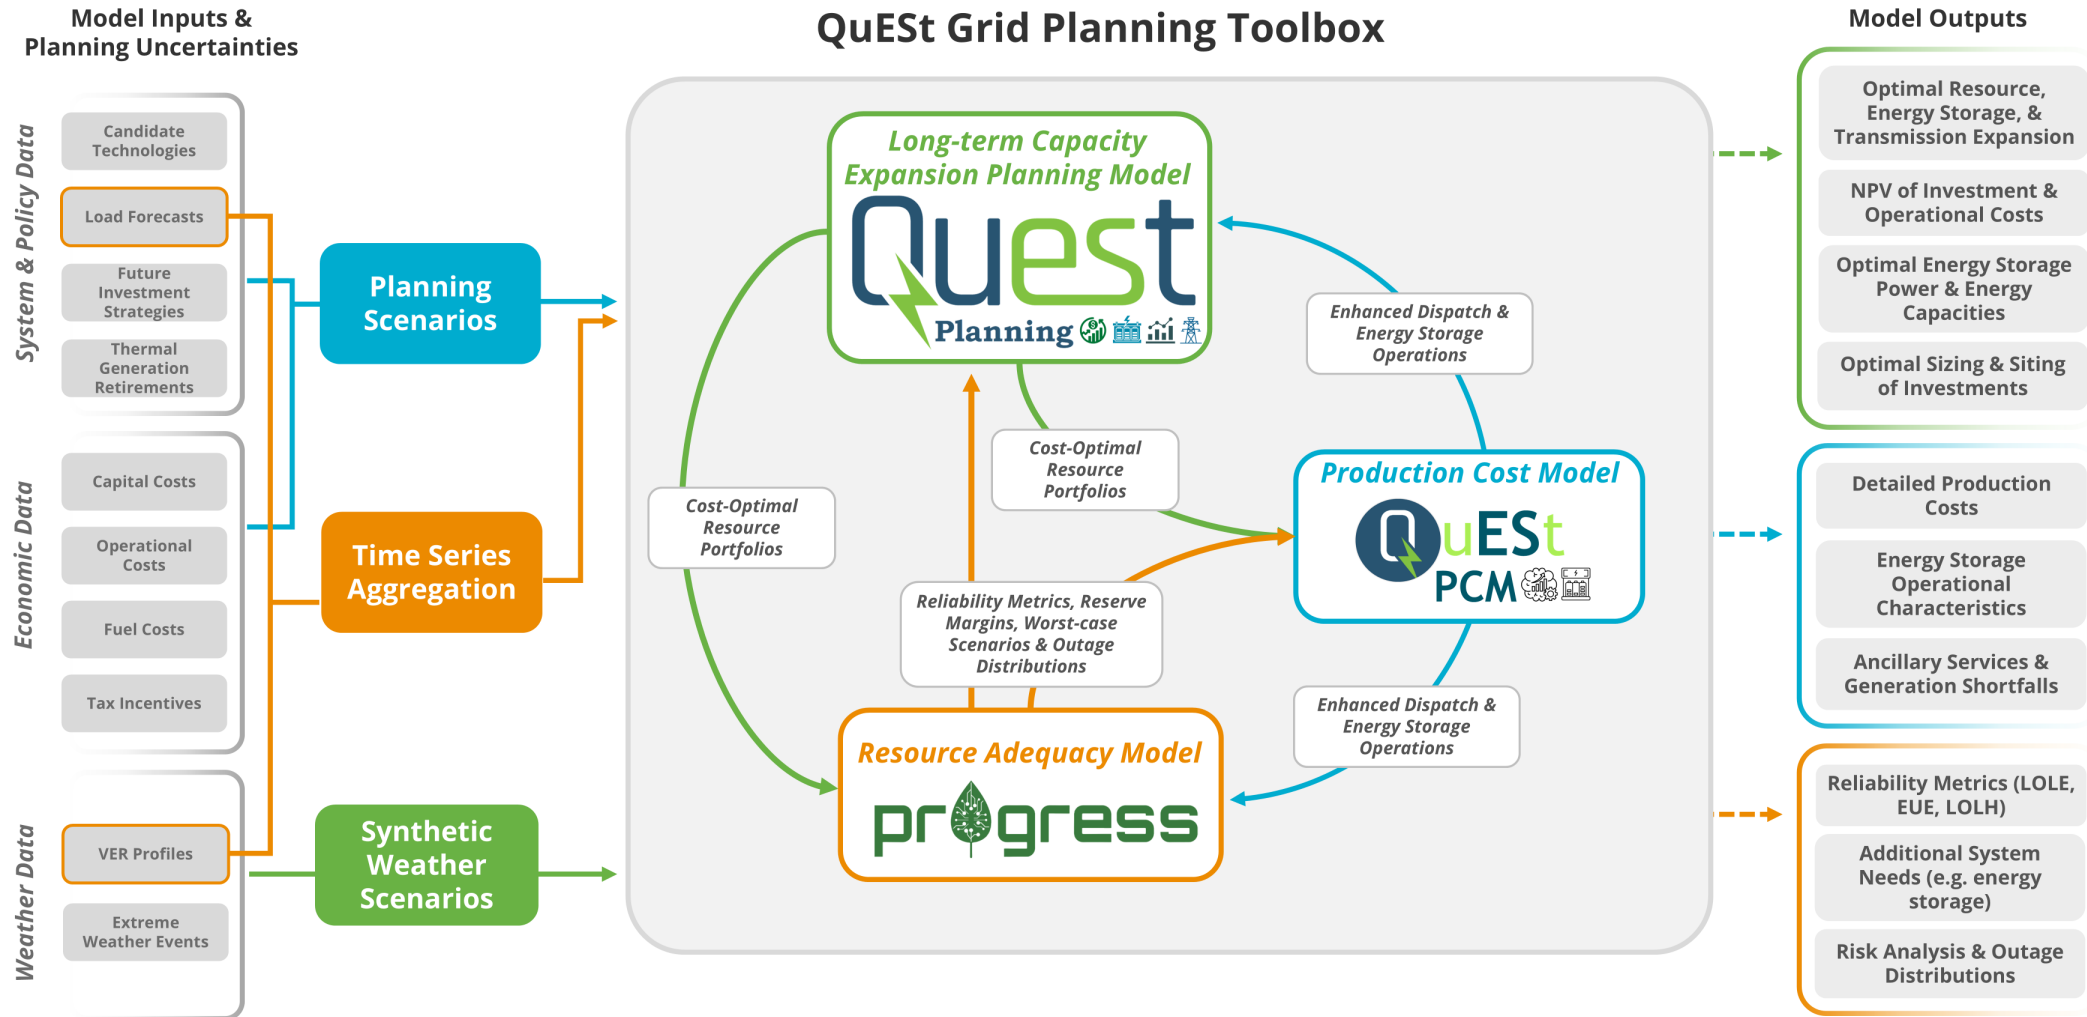 Model Inputs &
Planning Uncertainties
QuESt Grid Planning Toolbox
Model Outputs
System & Policy Data
Candidate
Technologies
Load Forecasts
Future
Investment
Strategies
Thermal
Generation
Retirements
Economic Data
Capital Costs
Operational
Costs
Fuel Costs
Tax Incentives
Weather Data
VER Profiles
Extreme
Weather Events
Planning
Scenarios
Time Series
Aggregation
Synthetic
Weather
Scenarios
Long-term Capacity
Expansion Planning Model
QuESt
Planning
Enhanced Dispatch &
Energy Storage
Operations
Cost-Optimal
Resource
Portfolios
Cost-Optimal
Resource
Portfolios
Production Cost Model
QuESt
PCM
Reliability Metrics, Reserve
Margins, Worst-case
Scenarios & Outage
Distributions
Enhanced Dispatch &
Energy Storage
Operations
Resource Adequacy Model
progress
Optimal Resource,
Energy Storage, &
Transmission Expansion
NPV of Investment &
Operational Costs
Optimal Energy Storage
Power & Energy
Capacities
Optimal Sizing & Siting
of Investments
Detailed Production
Costs
Energy Storage
Operational
Characteristics
Ancillary Services &
Generation Shortfalls
Reliability Metrics (LOLE,
EUE, LOLH)
Additional System
Needs (e.g. energy
storage)
Risk Analysis & Outage
Distributions